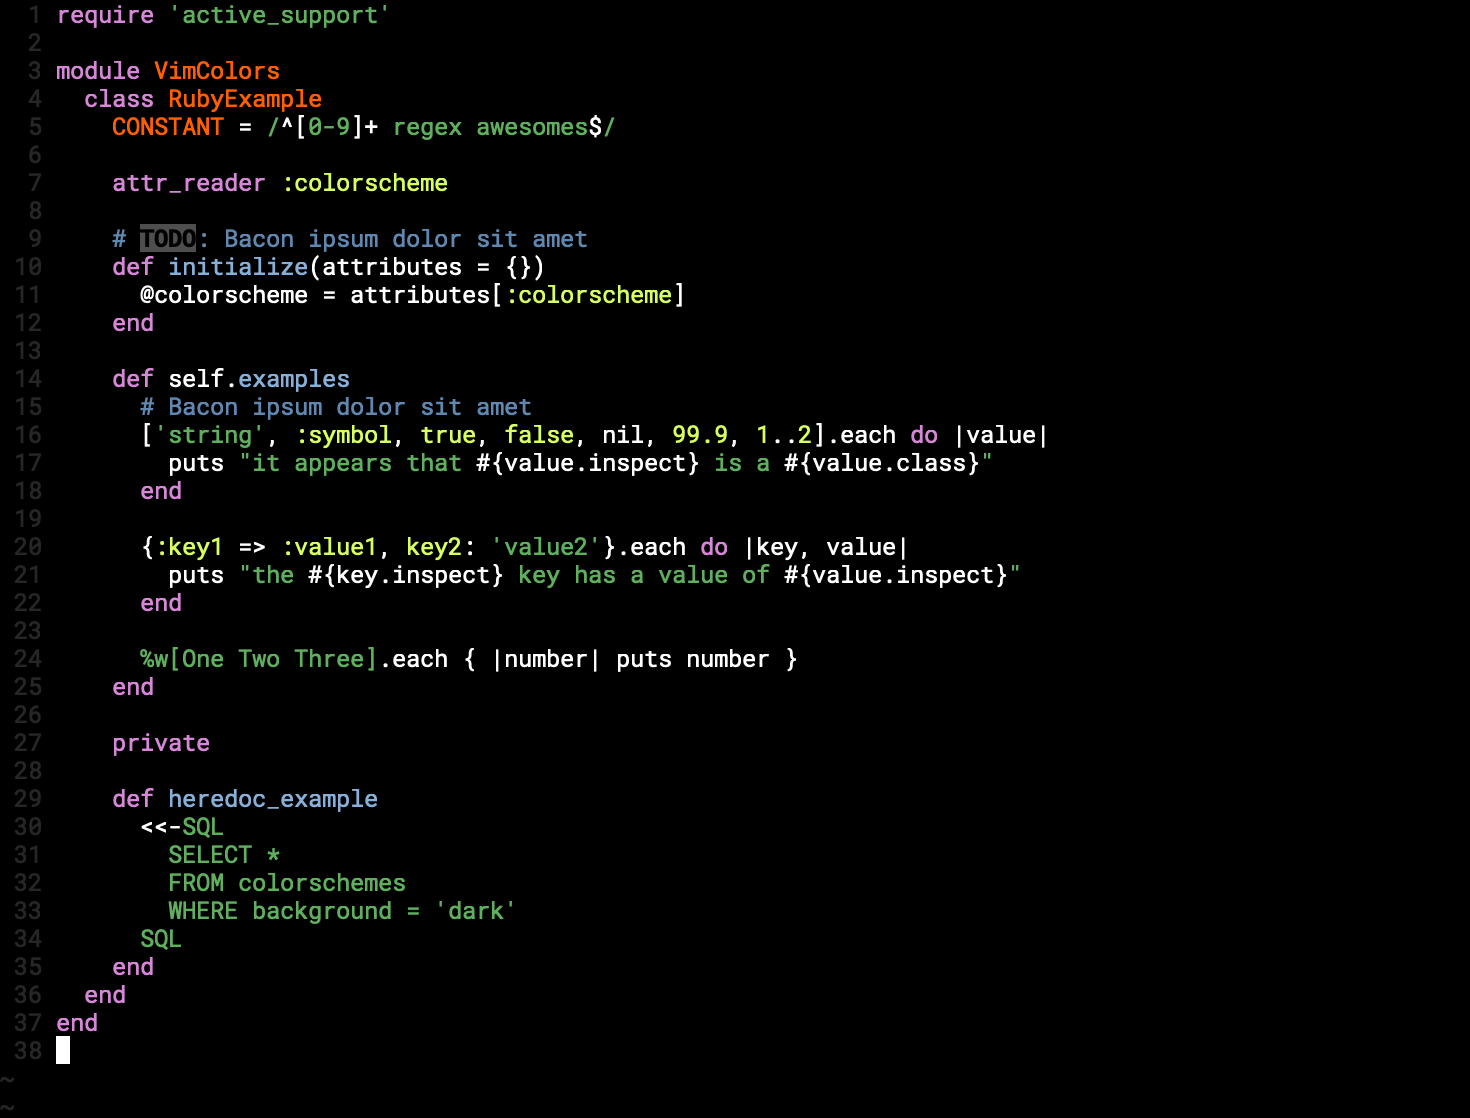 1 require 'active_support'
2
3 module VimColors
4   class RubyExample
5     CONSTANT = /^[0-9]+ regex awesomes$/
6
7     attr_reader :colorscheme
8
9     # TODO: Bacon ipsum dolor sit amet
10     def initialize(attributes = {})
11       @colorscheme = attributes[:colorscheme]
12     end
13
14     def self.examples
15       # Bacon ipsum dolor sit amet
16       ['string', :symbol, true, false, nil, 99.9, 1..2].each do |value|
17         puts "it appears that #{value.inspect} is a #{value.class}"
18       end
19
20       {:key1 => :value1, key2: 'value2'}.each do |key, value|
21         puts "the #{key.inspect} key has a value of #{value.inspect}"
22       end
23
24       %w[One Two Three].each { |number| puts number }
25     end
26
27     private
28
29     def heredoc_example
30       <<-SQL
31         SELECT *
32         FROM colorschemes
33         WHERE background = 'dark'
34       SQL
35     end
36   end
37 end
38
~
~